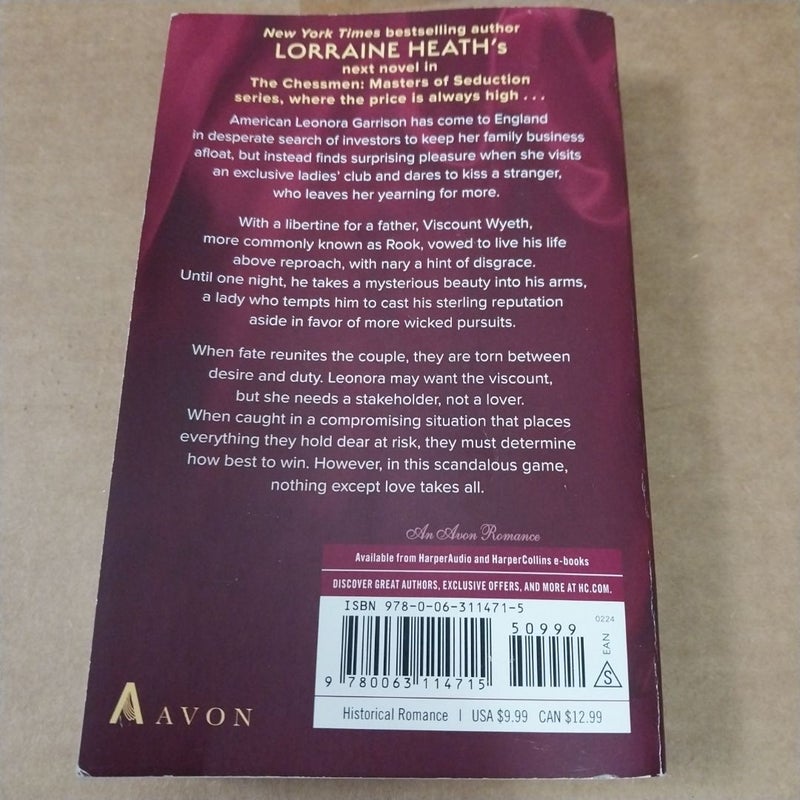 New York Times bestselling author
LORRAINE HEATH's
next novel in
The Chessmen: Masters of Seduction
series, where the price is always high . . .
American Leonora Garrison has come to England
in desperate search of investors to keep her family business
afloat, but instead finds surprising pleasure when she visits
an exclusive ladies' club and dares to kiss a stranger,
who leaves her yearning for more.
With a libertine for a father, Viscount Wyeth,
more commonly known as Rook, vowed to live his life
above reproach, with nary a hint of disgrace.
Until one night, he takes a mysterious beauty into his arms,
a lady who tempts him to cast his sterling reputation
aside in favor of more wicked pursuits.
When fate reunites the couple, they are torn between
desire and duty. Leonora may want the viscount,
but she needs a stakeholder, not a lover.
When caught in a compromising situation that places
everything they hold dear at risk, they must determine
how best to win. However, in this scandalous game,
nothing except love takes all.
An Avon Romance
Available from HarperAudio and HarperCollins e-books
DISCOVER GREAT AUTHORS, EXCLUSIVE OFFERS, AND MORE AT HC.COM.
ISBN 978-0-06-311471-5
50999
0224
EAN
S
9 780063 114715
Historical Romance | USA $9.99 CAN $12.99
AVON